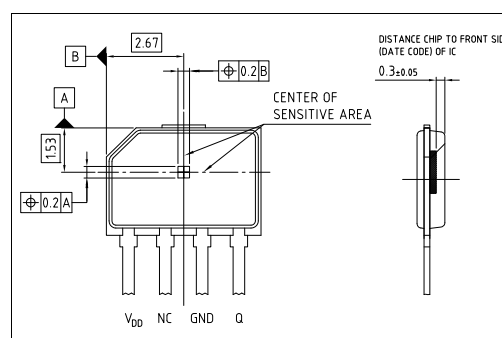 2.67
B
⌖ 0.2 B
DISTANCE CHIP TO FRONT SID
(DATE CODE) OF IC
0.3±0.05
A
CENTER OF
SENSITIVE AREA
1.53
⌖ 0.2 A
VDD NC GND Q